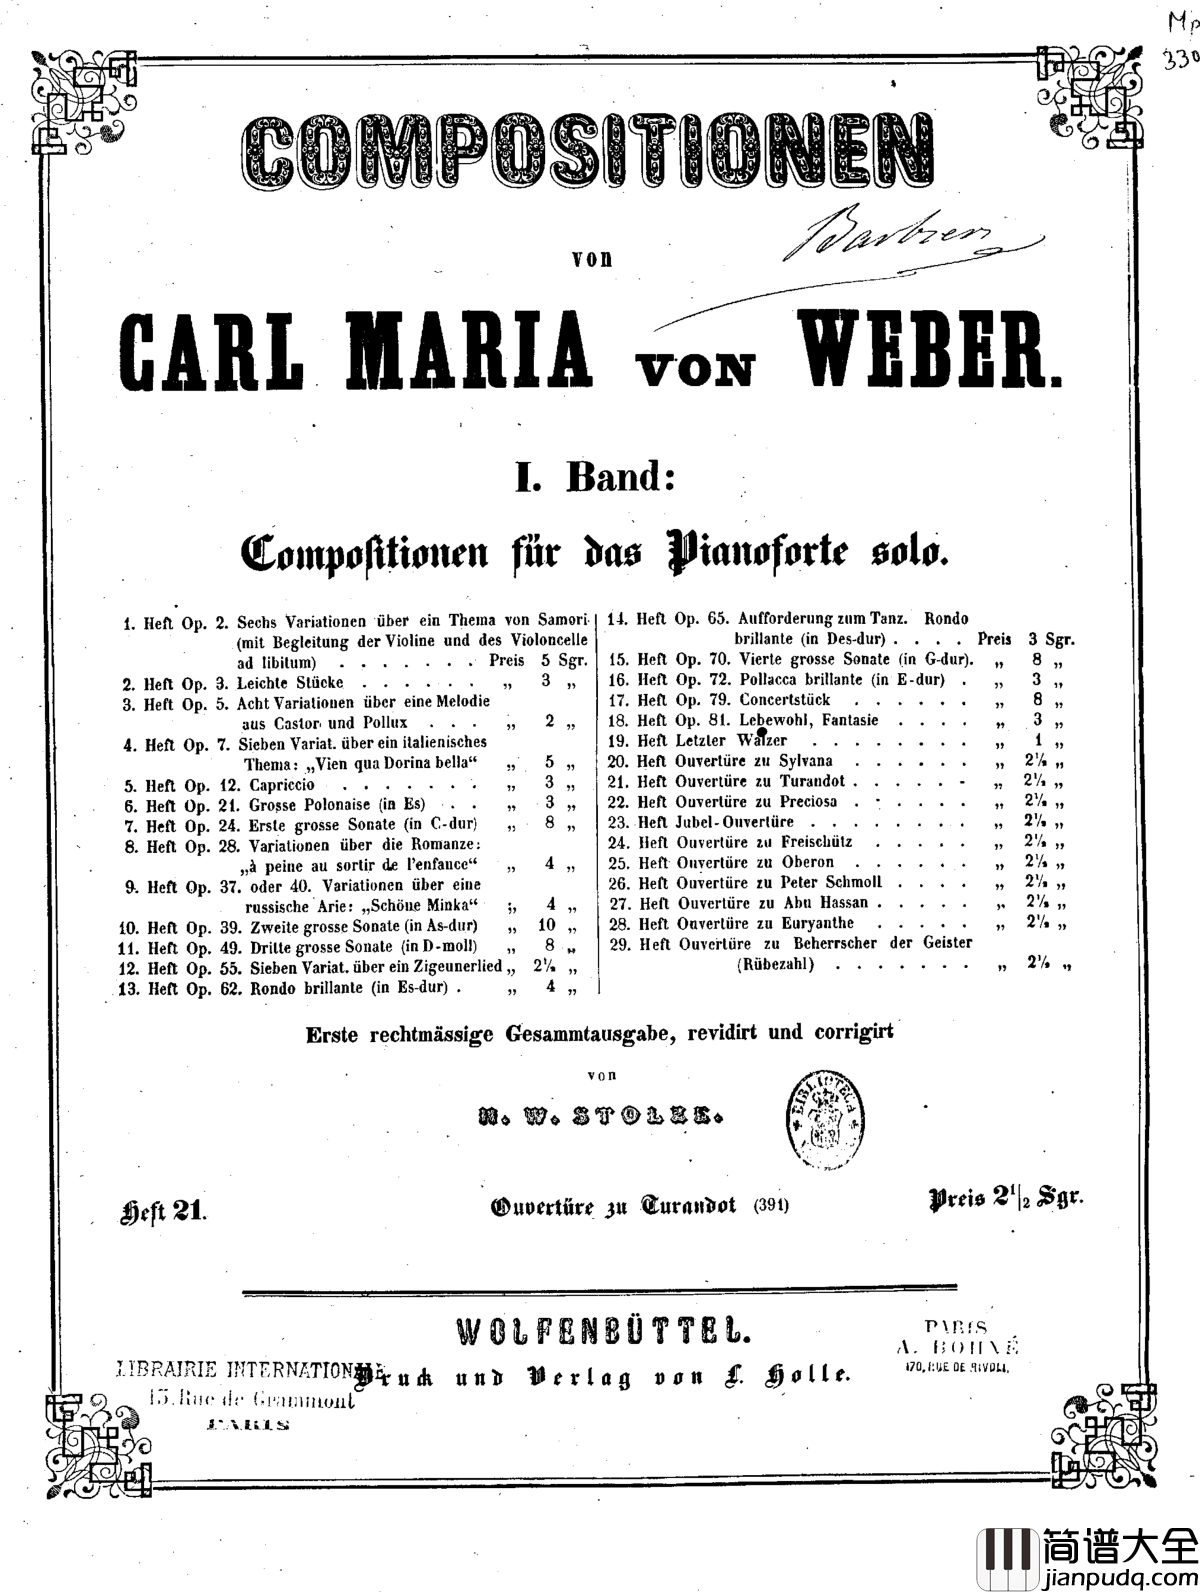 Mp
330
COMPOSITIONEN
Barbieri
von
CARL MARIA VON WEBER.
I. Band:
Compositionen für das Pianoforte solo.
1. Heft Op. 2. Sechs Variationen über ein Thema von Samori
(mit Begleitung der Violine und des Violoncelle
ad libitum) . . . . . . . Preis 5 Sgr.
2. Heft Op. 3. Leichte Stücke . . . . . . „ 3 „
3. Heft Op. 5. Acht Variationen über eine Melodie
aus Castor und Pollux . . . „ 2 „
4. Heft Op. 7. Sieben Variat. über ein italienisches
Thema: „Vien qua Dorina bella“ „ 5 „
5. Heft Op. 12. Capriccio . . . . . . . „ 3 „
6. Heft Op. 21. Grosse Polonaise (in Es) . . „ 3 „
7. Heft Op. 24. Erste grosse Sonate (in C-dur) „ 8 „
8. Heft Op. 28. Variationen über die Romanze:
„à peine au sortir de l'enfance“ „ 4 „
9. Heft Op. 37. oder 40. Variationen über eine
russische Arie: „Schöne Minka“ „ 4 „
10. Heft Op. 39. Zweite grosse Sonate (in As-dur) „ 10 „
11. Heft Op. 49. Dritte grosse Sonate (in D-moll) „ 8 „
12. Heft Op. 55. Sieben Variat. über ein Zigeunerlied „ 2½ „
13. Heft Op. 62. Rondo brillante (in Es-dur) . „ 4 „
14. Heft Op. 65. Aufforderung zum Tanz. Rondo
brillante (in Des-dur) . . . . Preis 3 Sgr.
15. Heft Op. 70. Vierte grosse Sonate (in G-dur). „ 8 „
16. Heft Op. 72. Pollacca brillante (in E-dur) . „ 3 „
17. Heft Op. 79. Concertstück . . . . . . „ 8 „
18. Heft Op. 81. Lebewohl, Fantasie . . . . „ 3 „
19. Heft Letzter Walzer . . . . . . . . „ 1 „
20. Heft Ouvertüre zu Sylvana . . . . . . „ 2½ „
21. Heft Ouvertüre zu Turandot . . . . . . „ 2½ „
22. Heft Ouvertüre zu Preciosa . . . . . . „ 2½ „
23. Heft Jubel-Ouvertüre . . . . . . . . „ 2½ „
24. Heft Ouvertüre zu Freischütz . . . . . „ 2½ „
25. Heft Ouvertüre zu Oberon . . . . . . „ 2½ „
26. Heft Ouvertüre zu Peter Schmoll . . . . „ 2½ „
27. Heft Ouvertüre zu Abu Hassan . . . . . „ 2½ „
28. Heft Ouvertüre zu Euryanthe . . . . . „ 2½ „
29. Heft Ouvertüre zu Beherrscher der Geister
(Rübezahl) . . . . . . . „ 2½ „
Erste rechtmässige Gesammtausgabe, revidirt und corrigirt
von
H. W. STOLZE.
BIBLIOTECA
Heft 21.
Ouvertüre zu Turandot (391)
Preis 2 1/2 Sgr.
WOLFENBÜTTEL.
Druck und Verlag von L. Holle.
LIBRAIRIE INTERNATIONALE
15, Rue de Grammont
PARIS
PARIS
A. BOHNÉ
170, RUE DE RIVOLI.
简谱大全
jianpudq.com